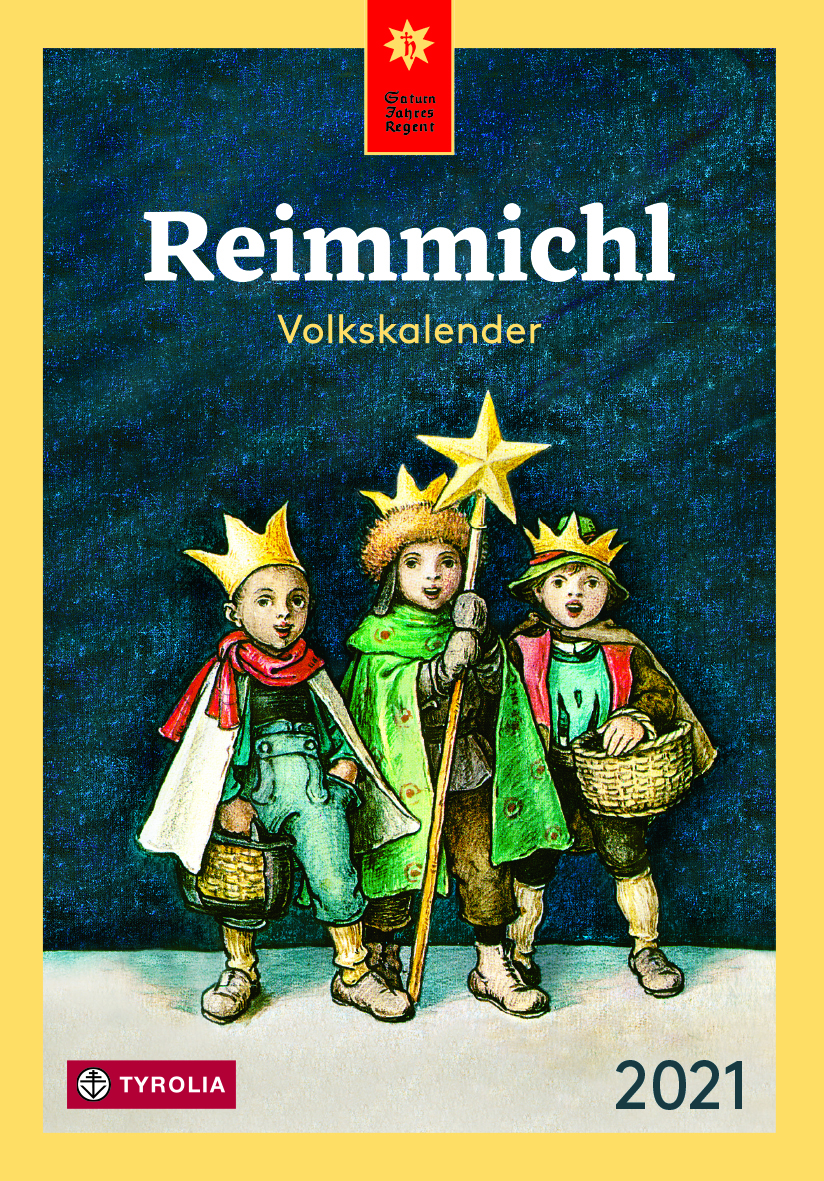 ♄
Saturn
Jahres
Regent
Reimmichl
Volkskalender
TYROLIA
2021